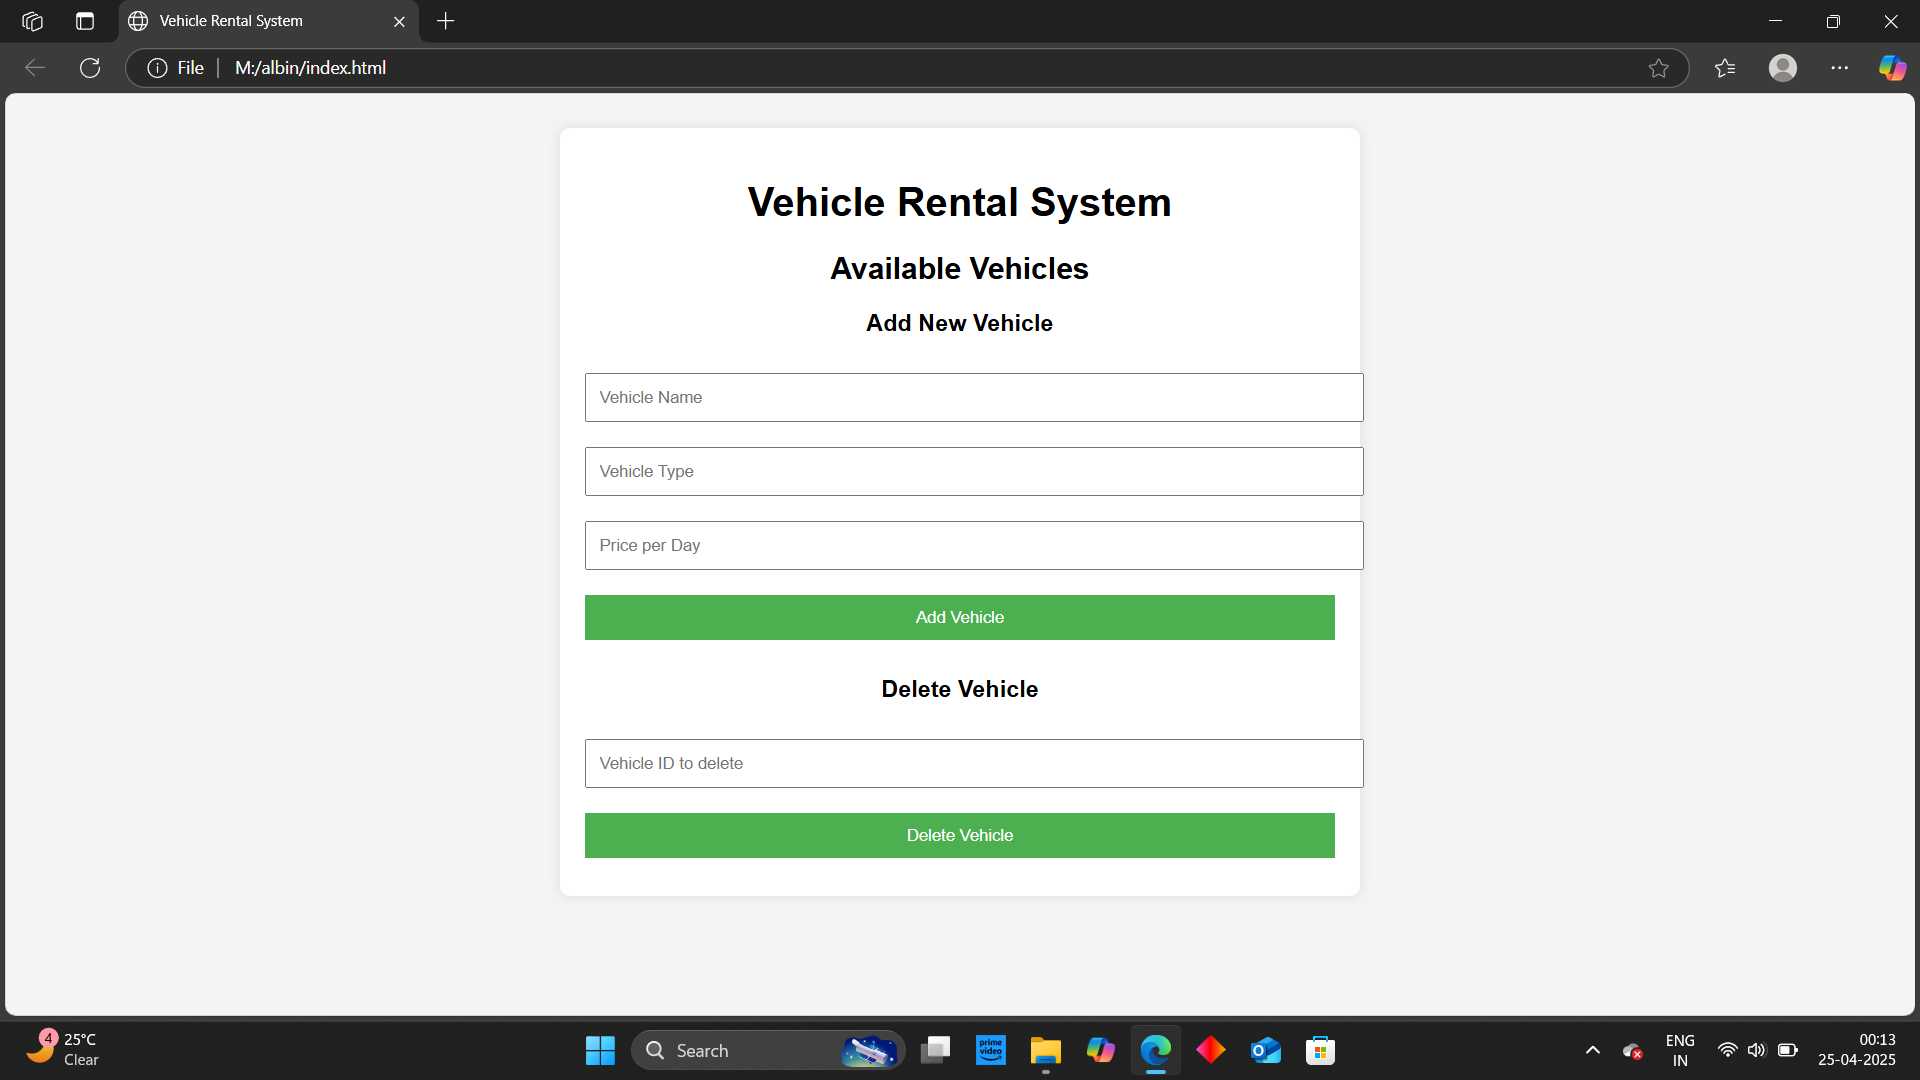 Vehicle Rental System
File
M:/albin/index.html
Vehicle Rental System
Available Vehicles
Add New Vehicle
Vehicle Name
Vehicle Type
Price per Day
Add Vehicle
Delete Vehicle
Vehicle ID to delete
Delete Vehicle
4
25°C
Clear
Search
prime video
O
ENG
IN
00:13
25-04-2025